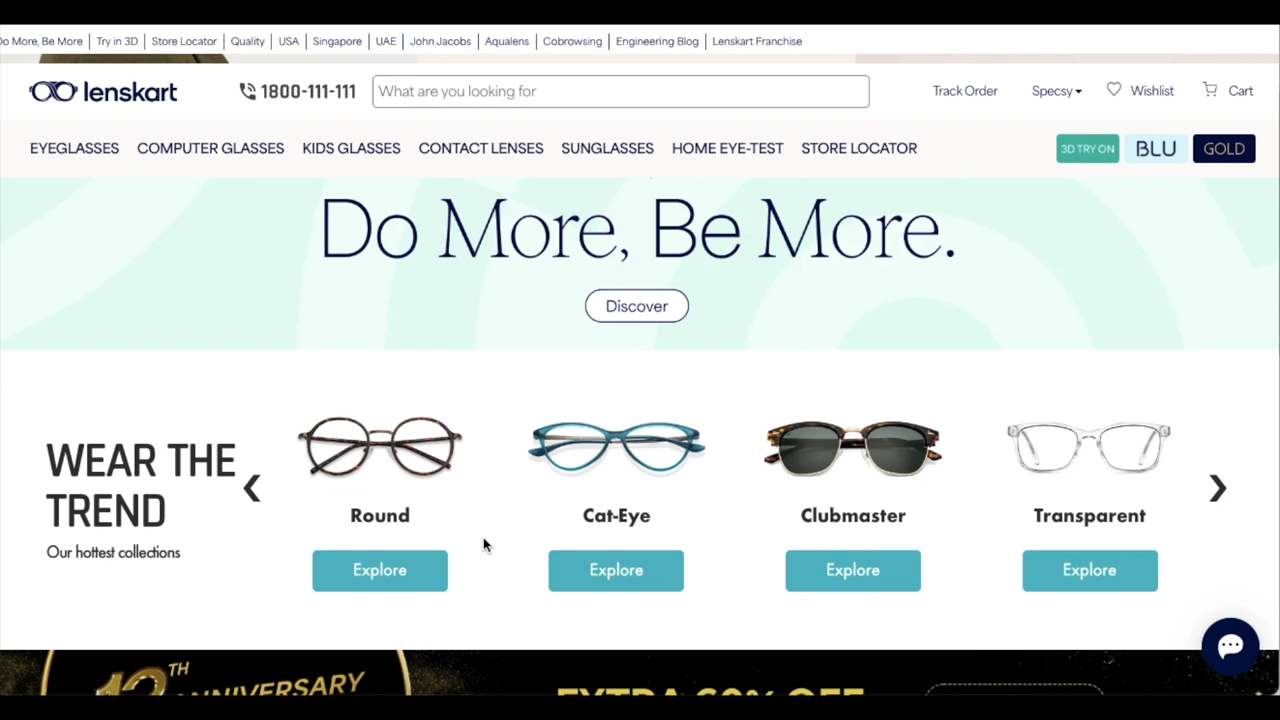 Do More, Be More | Try in 3D | Store Locator | Quality | USA | Singapore | UAE | John Jacobs | Aqualens | Cobrowsing | Engineering Blog | Lenskart Franchise
lenskart 1800-111-111 What are you looking for Track Order Specsy Wishlist Cart
EYEGLASSES COMPUTER GLASSES KIDS GLASSES CONTACT LENSES SUNGLASSES HOME EYE-TEST STORE LOCATOR 3D TRY ON BLU GOLD
Do More, Be More.
Discover
WEAR THE
TREND
Our hottest collections
Round Cat-Eye Clubmaster Transparent
Explore Explore Explore Explore
12TH ANNIVERSARY
EXTRA OFF